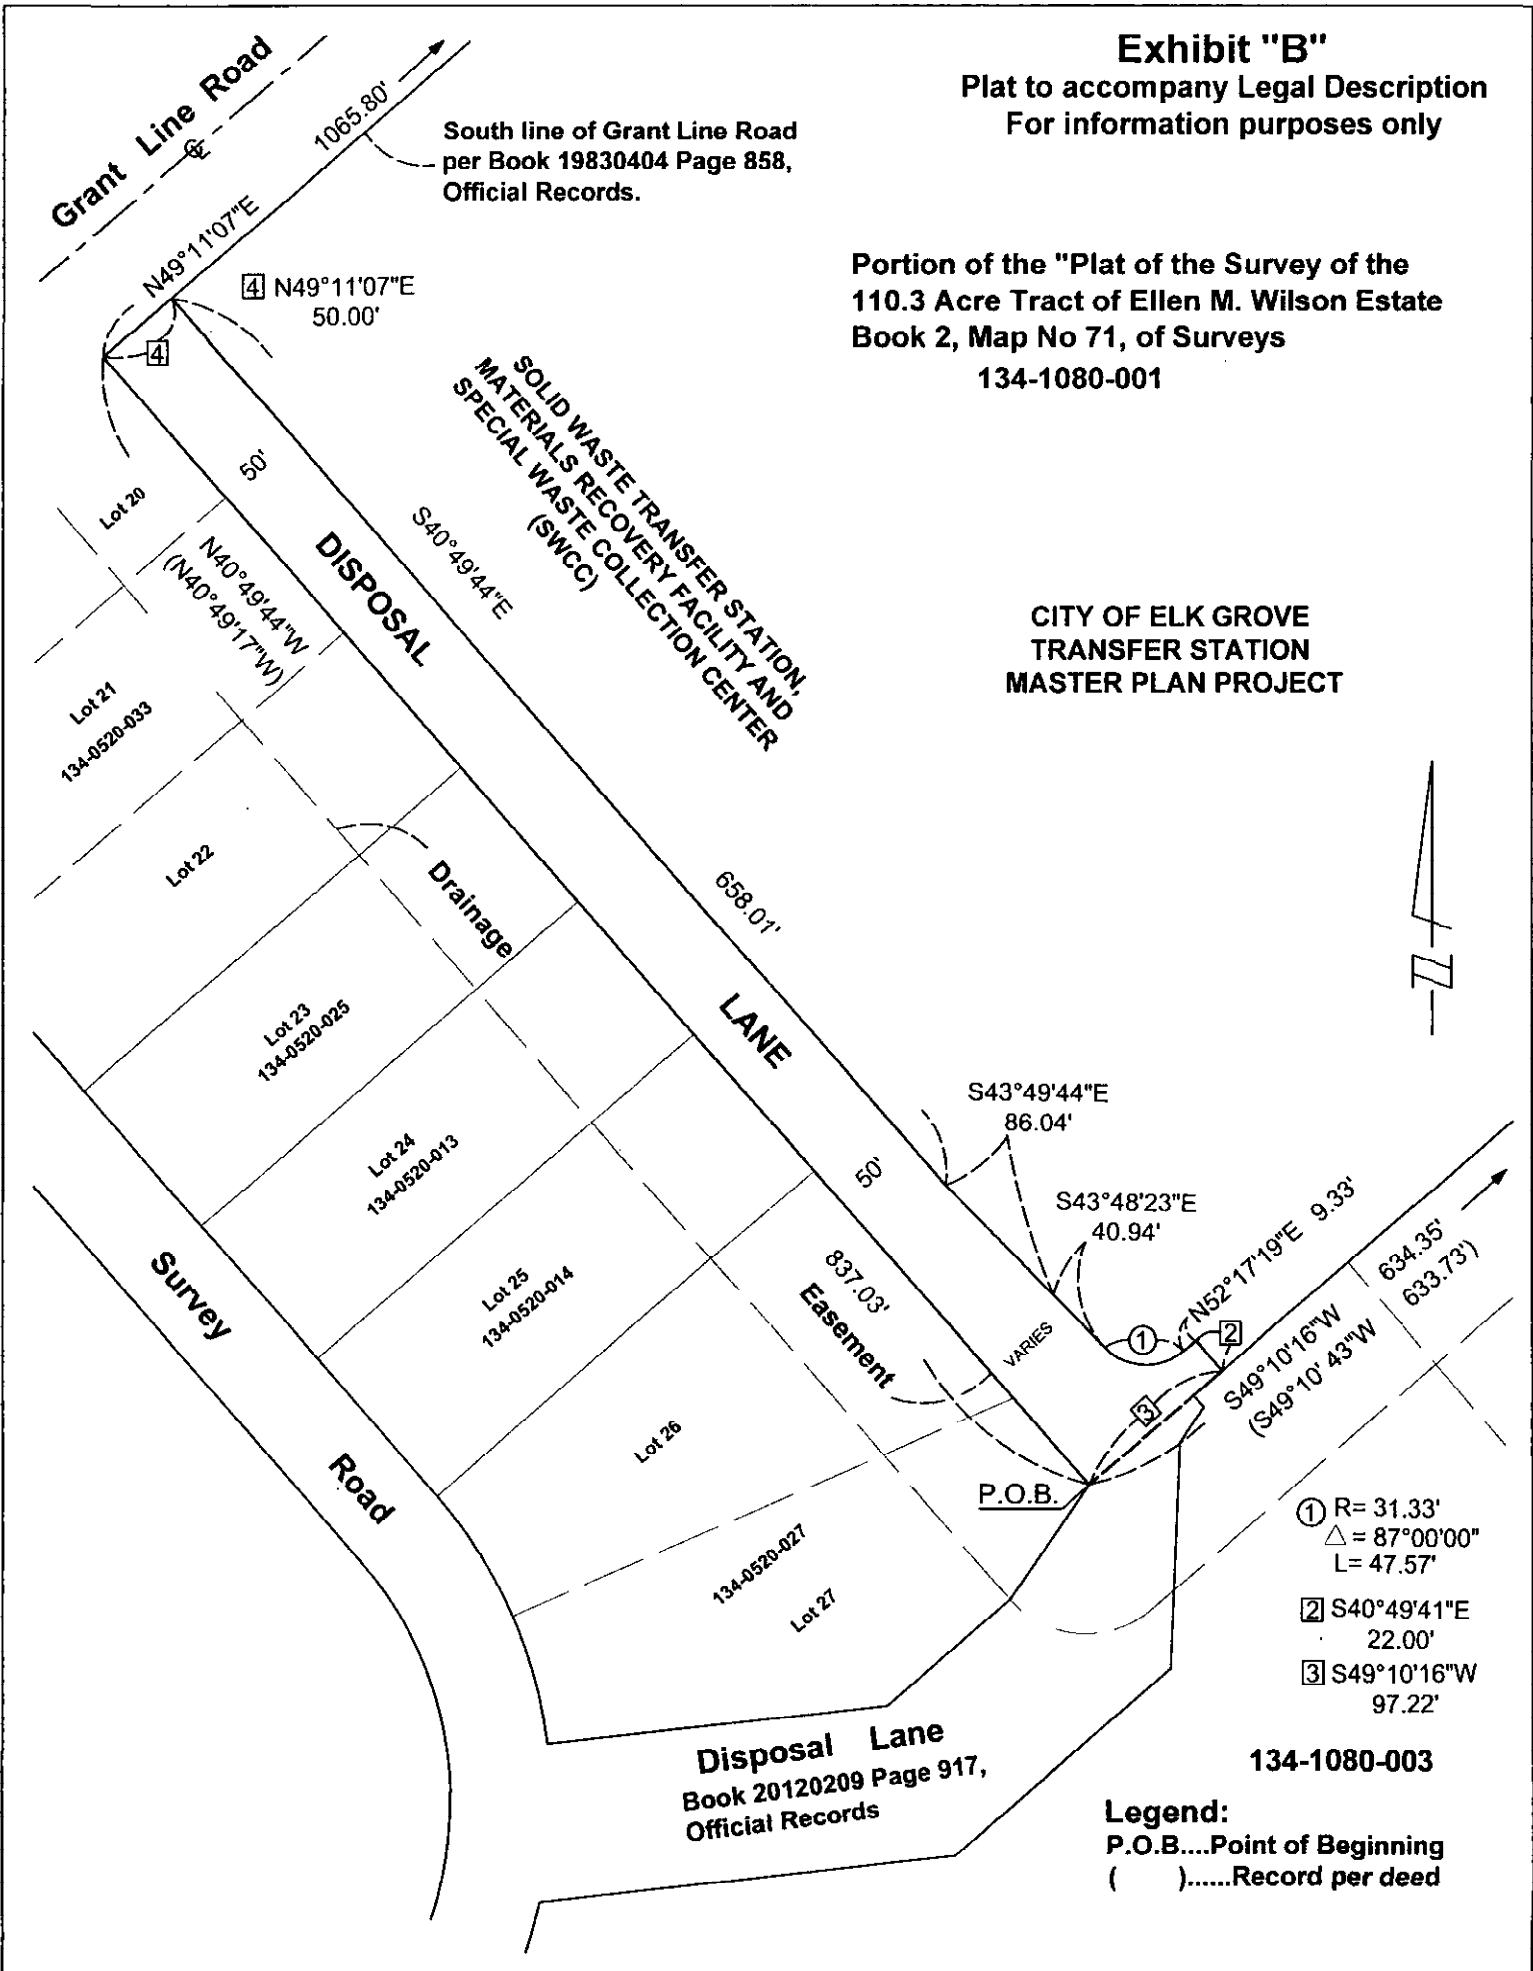 Exhibit "B"
Plat to accompany Legal Description
For information purposes only
Grant Line Road
℄
1065.80'
South line of Grant Line Road
per Book 19830404 Page 858,
Official Records.
N49°11'07"E
4 N49°11'07"E
50.00'
4
Portion of the "Plat of the Survey of the
110.3 Acre Tract of Ellen M. Wilson Estate
Book 2, Map No 71, of Surveys
134-1080-001
SOLID WASTE TRANSFER STATION,
MATERIALS RECOVERY FACILITY AND
SPECIAL WASTE COLLECTION CENTER
(SWCC)
50'
Lot 20
S40°49'44"E
DISPOSAL
N40°49'44"W
(N40°49'17"W)
CITY OF ELK GROVE
TRANSFER STATION
MASTER PLAN PROJECT
Lot 21
134-0520-033
Lot 22
Drainage
658.01'
Lot 23
134-0520-025
LANE
N
S43°49'44"E
86.04'
Lot 24
134-0520-013
50'
S43°48'23"E
40.94'
N52°17'19"E 9.33'
634.35'
633.73')
Survey
Lot 25
134-0520-014
837.03'
Easement
VARIES
1
2
S49°10'16"W
(S49°10' 43"W
3
Lot 26
Road
P.O.B.
1 R= 31.33'
△ = 87°00'00"
L= 47.57'
134-0520-027
Lot 27
2 S40°49'41"E
22.00'
3 S49°10'16"W
97.22'
Disposal Lane
Book 20120209 Page 917,
Official Records
134-1080-003
Legend:
P.O.B....Point of Beginning
( )......Record per deed